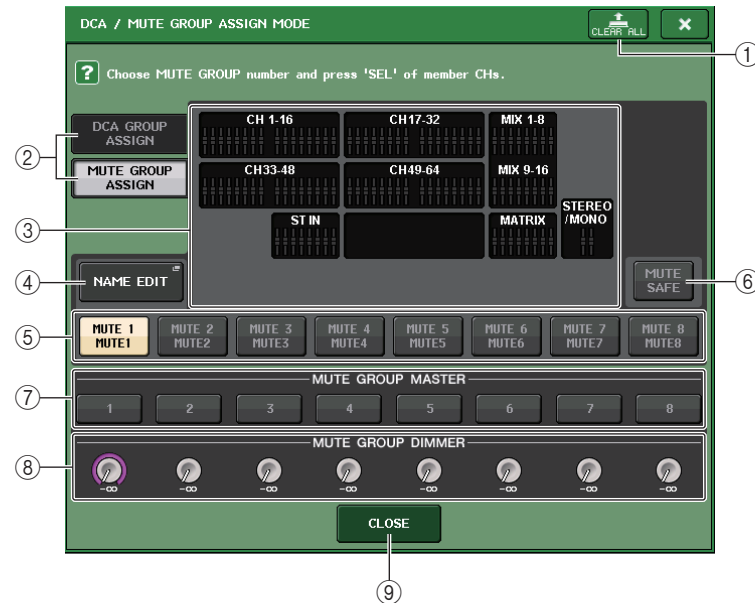 DCA / MUTE GROUP ASSIGN MODE
CLEAR ALL
×
①
? Choose MUTE GROUP number and press 'SEL' of member CHs.
DCA GROUP
ASSIGN
②
MUTE GROUP
ASSIGN
CH 1-16
CH17-32
MIX 1-8
CH33-48
CH49-64
MIX 9-16
③
ST IN
MATRIX
STEREO
/MONO
④
NAME EDIT
MUTE
SAFE
⑥
⑤
MUTE 1
MUTE1
MUTE 2
MUTE2
MUTE 3
MUTE3
MUTE 4
MUTE4
MUTE 5
MUTE5
MUTE 6
MUTE6
MUTE 7
MUTE7
MUTE 8
MUTE8
MUTE GROUP MASTER
⑦
1 2 3 4 5 6 7 8
MUTE GROUP DIMMER
⑧
-∞ -∞ -∞ -∞ -∞ -∞ -∞ -∞
CLOSE
⑨